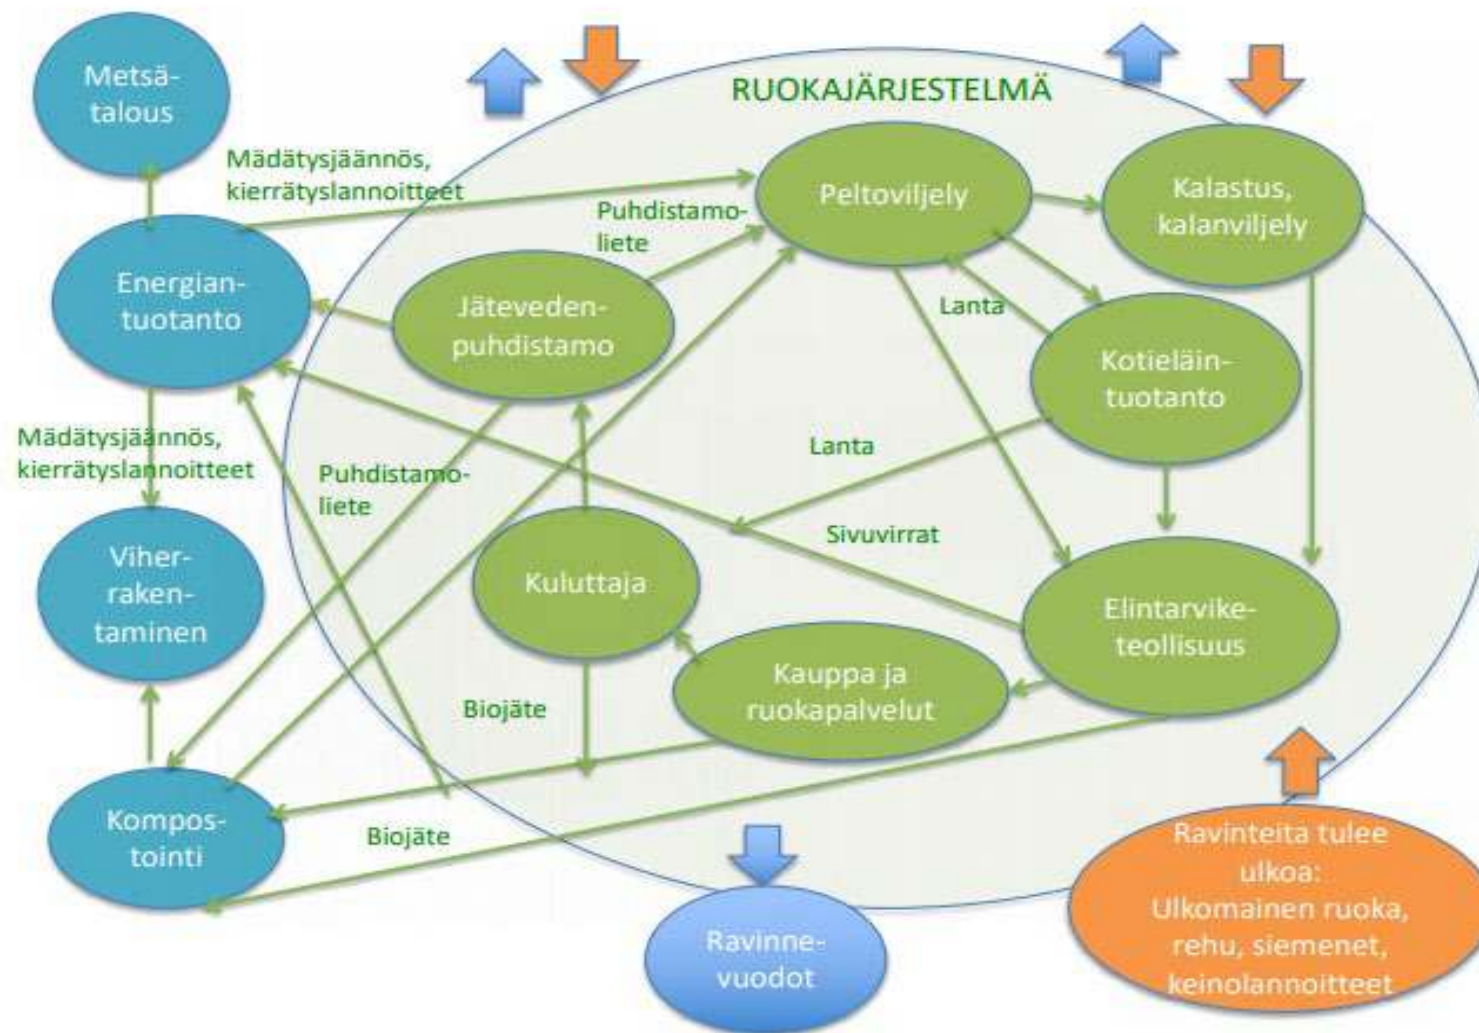 Metsä-
talous
RUOKAJÄRJESTELMÄ
Mädätysjäännös,
kierrätyslannoitteet
Peltoviljely
Kalastus,
kalanviljely
Puhdistamo-
liete
Energian-
tuotanto
Jäteveden-
puhdistamo
Lanta
Kotieläin-
tuotanto
Mädätysjäännös,
kierrätyslannoitteet
Puhdistamo-
liete
Lanta
Sivuvirrat
Viher-
raken-
taminen
Kuluttaja
Elintarvike-
teollisuus
Kauppa ja
ruokapalvelut
Biojäte
Kompos-
tointi
Biojäte
Ravinne-
vuodot
Ravinteita tulee
ulkoa:
Ulkomainen ruoka,
rehu, siemenet,
keinolannoitteet